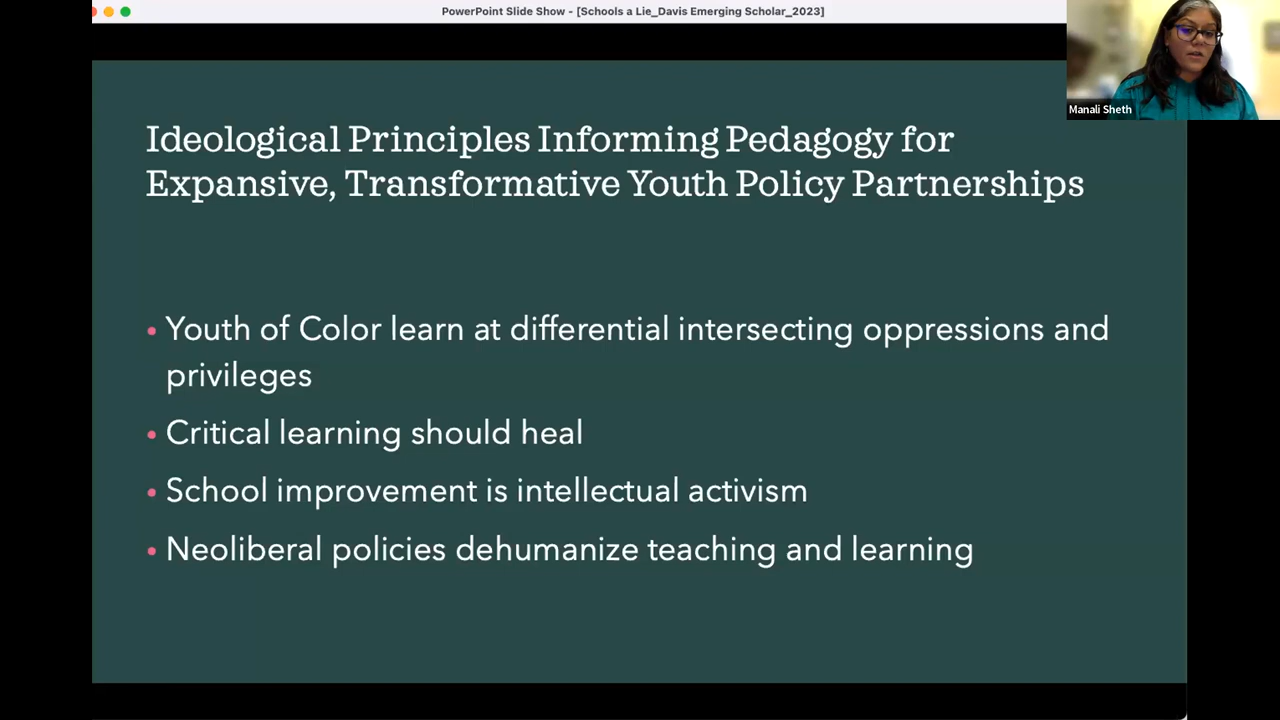 PowerPoint Slide Show - [Schools a Lie_Davis Emerging Scholar_2023]
Manali Sheth
Ideological Principles Informing Pedagogy for
Expansive, Transformative Youth Policy Partnerships
• Youth of Color learn at differential intersecting oppressions and
privileges
• Critical learning should heal
• School improvement is intellectual activism
• Neoliberal policies dehumanize teaching and learning